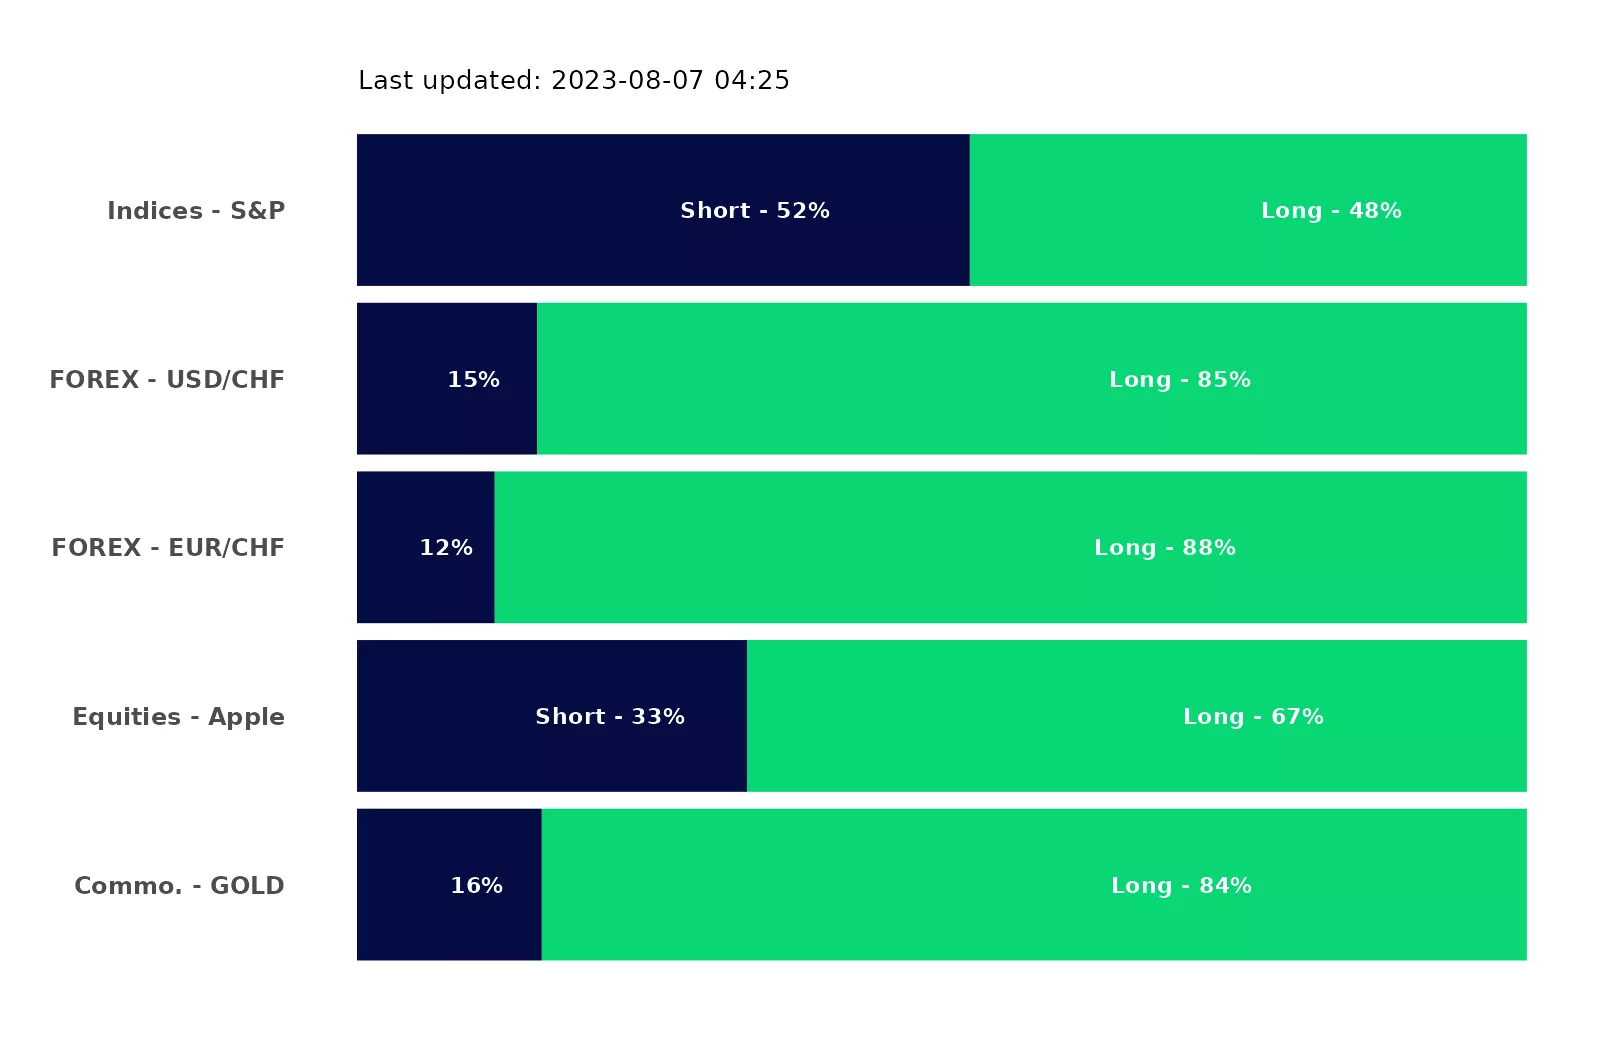 Last updated: 2023-08-07 04:25
Indices - S&P Short - 52% Long - 48%
FOREX - USD/CHF 15% Long - 85%
FOREX - EUR/CHF 12% Long - 88%
Equities - Apple Short - 33% Long - 67%
Commo. - GOLD 16% Long - 84%